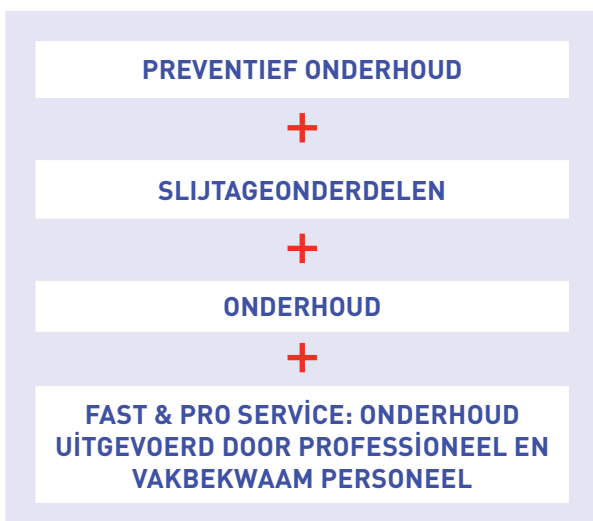 PREVENTIEF ONDERHOUD
+
SLIJTAGEONDERDELEN
+
ONDERHOUD
+
FAST & PRO SERVİCE: ONDERHOUD
UİTGEVOERD DOOR PROFESSİONEEL EN
VAKBEKWAAM PERSONEEL